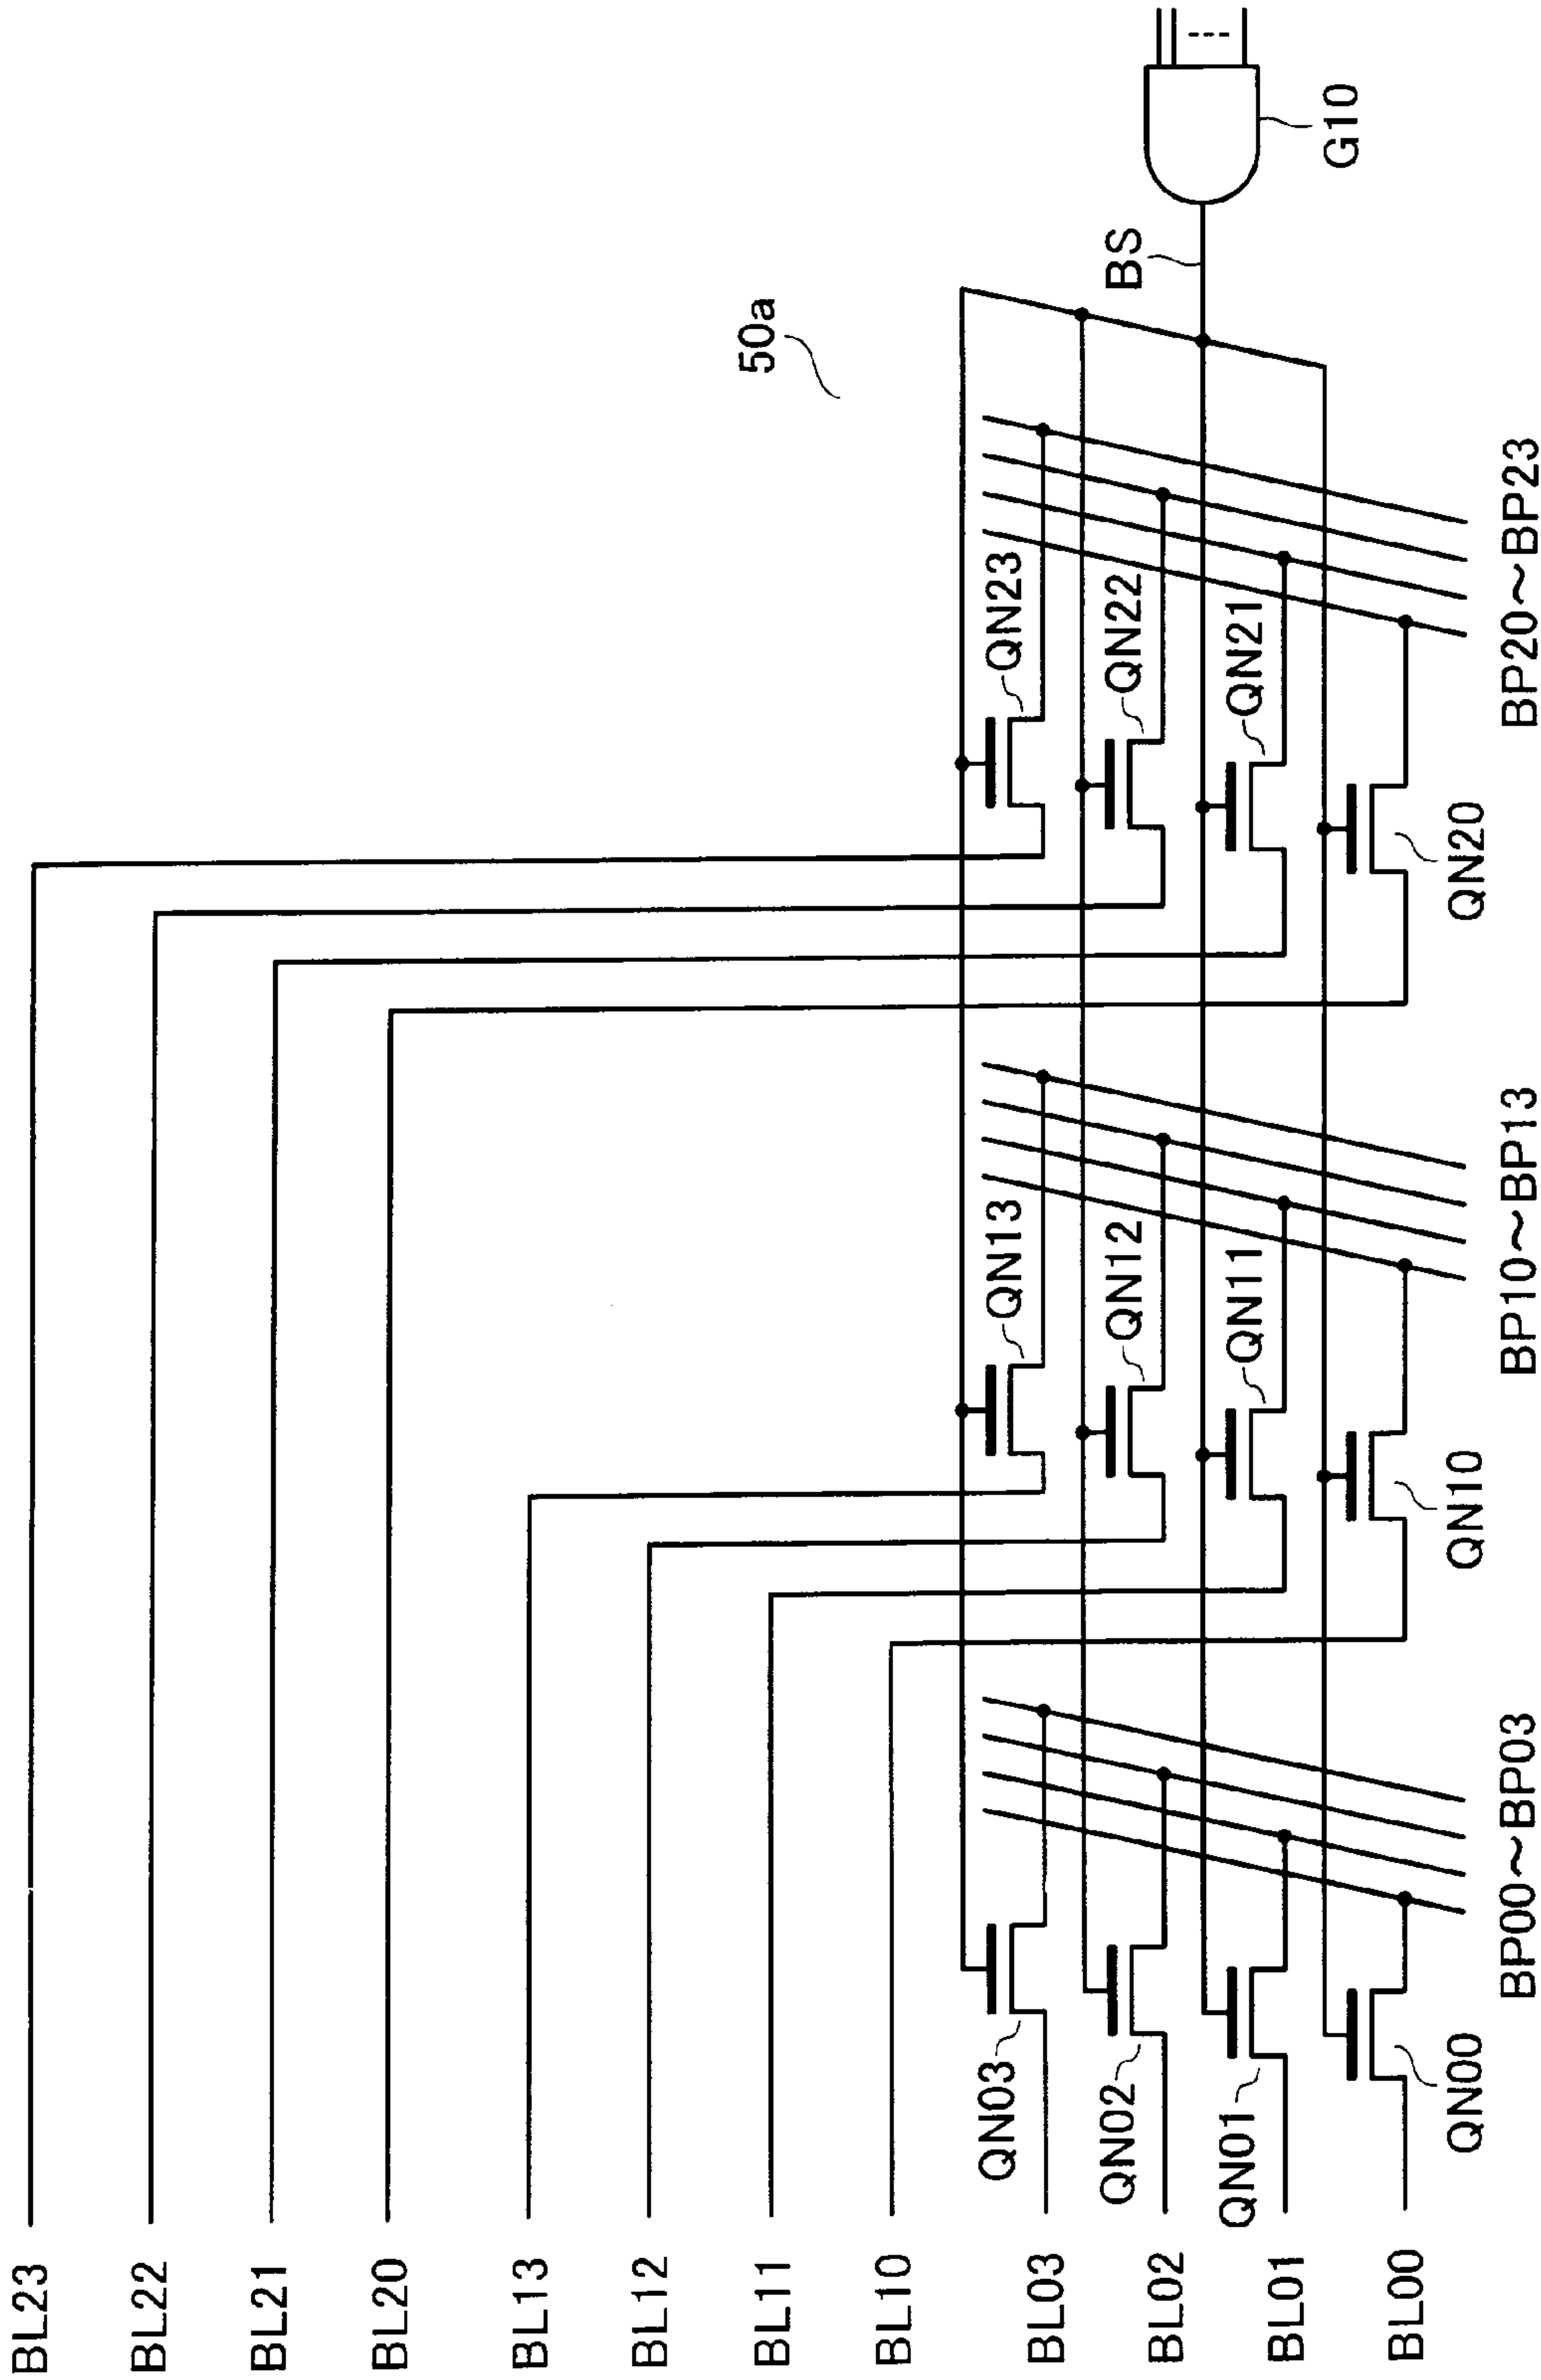 BL23
BL22
BL21
BL20
BL13
BL12
BL11
BL10
BL03
BL02
BL01
BL00
QN03
QN02
QN01
QN00
BP00~BP03
QN13
QN12
QN11
QN10
BP10~BP13
QN23
QN22
QN21
QN20
BP20~BP23
50a
BS
G10